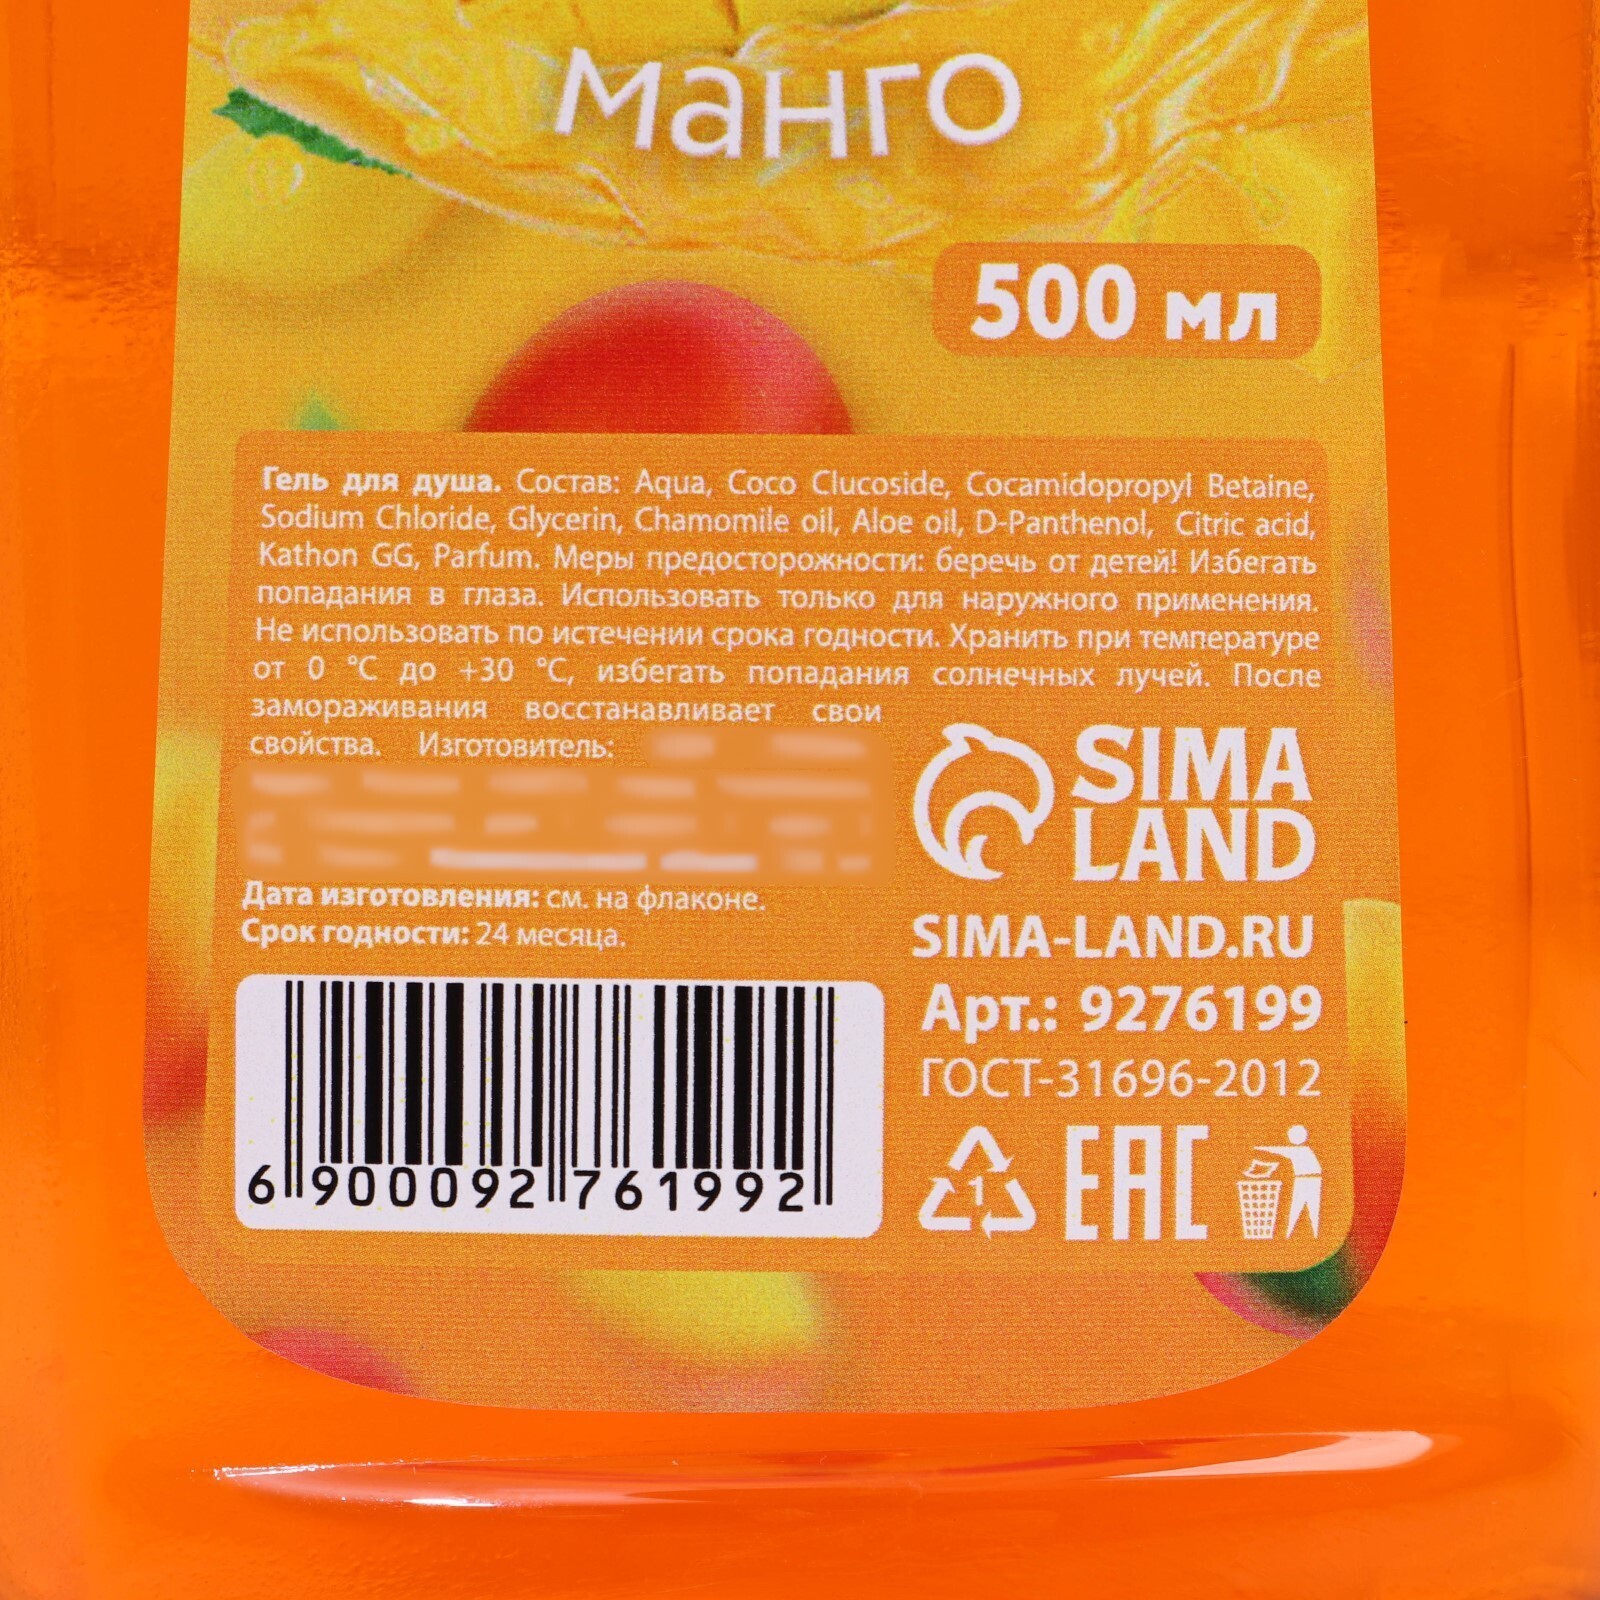 манго
500 мл
Гель для душа. Состав: Aqua, Coco Clucoside, Cocamidopropyl Betaine,
Sodium Chloride, Glycerin, Chamomile oil, Aloe oil, D-Panthenol, Citric acid,
Kathon GG, Parfum. Меры предосторожности: беречь от детей! Избегать
попадания в глаза. Использовать только для наружного применения.
Не использовать по истечении срока годности. Хранить при температуре
от 0 °C до +30 °C, избегать попадания солнечных лучей. После
замораживания восстанавливает свои
свойства. Изготовитель:
Дата изготовления: см. на флаконе.
Срок годности: 24 месяца.
SIMA
LAND
SIMA-LAND.RU
Арт.: 9276199
ГОСТ-31696-2012
6 900092 761992
1
EAC